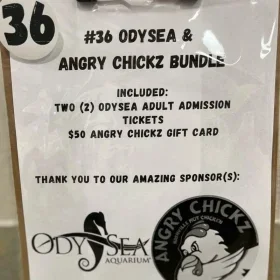 36
#36 ODYSEA &
ANGRY CHICKZ BUNDLE
INCLUDED:
TWO (2) ODYSEA ADULT ADMISSION
TICKETS
$50 ANGRY CHICKZ GIFT CARD
THANK YOU TO OUR AMAZING SPONSOR(S):
ODYSEA
AQUARIUM
ANGRY CHICKZ